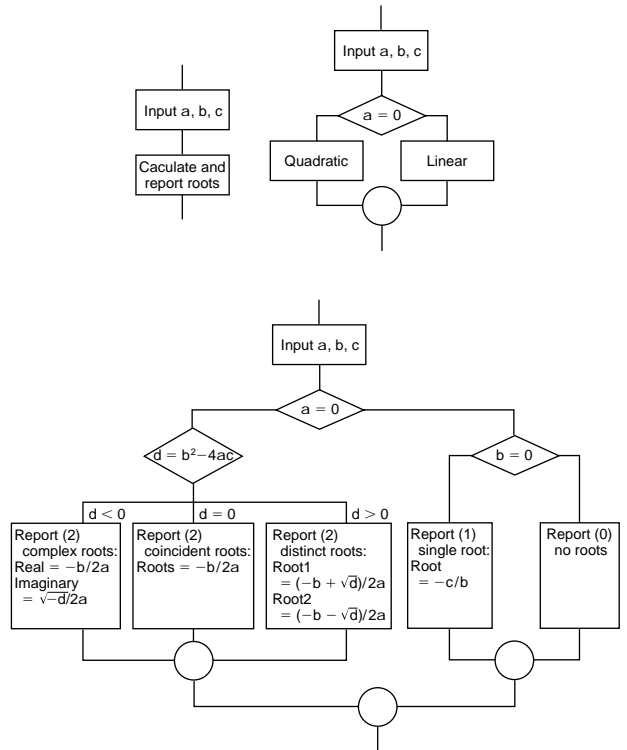 Input a, b, c
Caculate and
report roots
Input a, b, c
a = 0
Quadratic
Linear
Input a, b, c
a = 0
d = b²−4ac
b = 0
d < 0
d = 0
d > 0
Report (2)
complex roots:
Real = −b/2a
Imaginary
= √−d/2a
Report (2)
coincident roots:
Roots = −b/2a
Report (2)
distinct roots:
Root1
= (−b + √d)/2a
Root2
= (−b − √d)/2a
Report (1)
single root:
Root
= −c/b
Report (0)
no roots